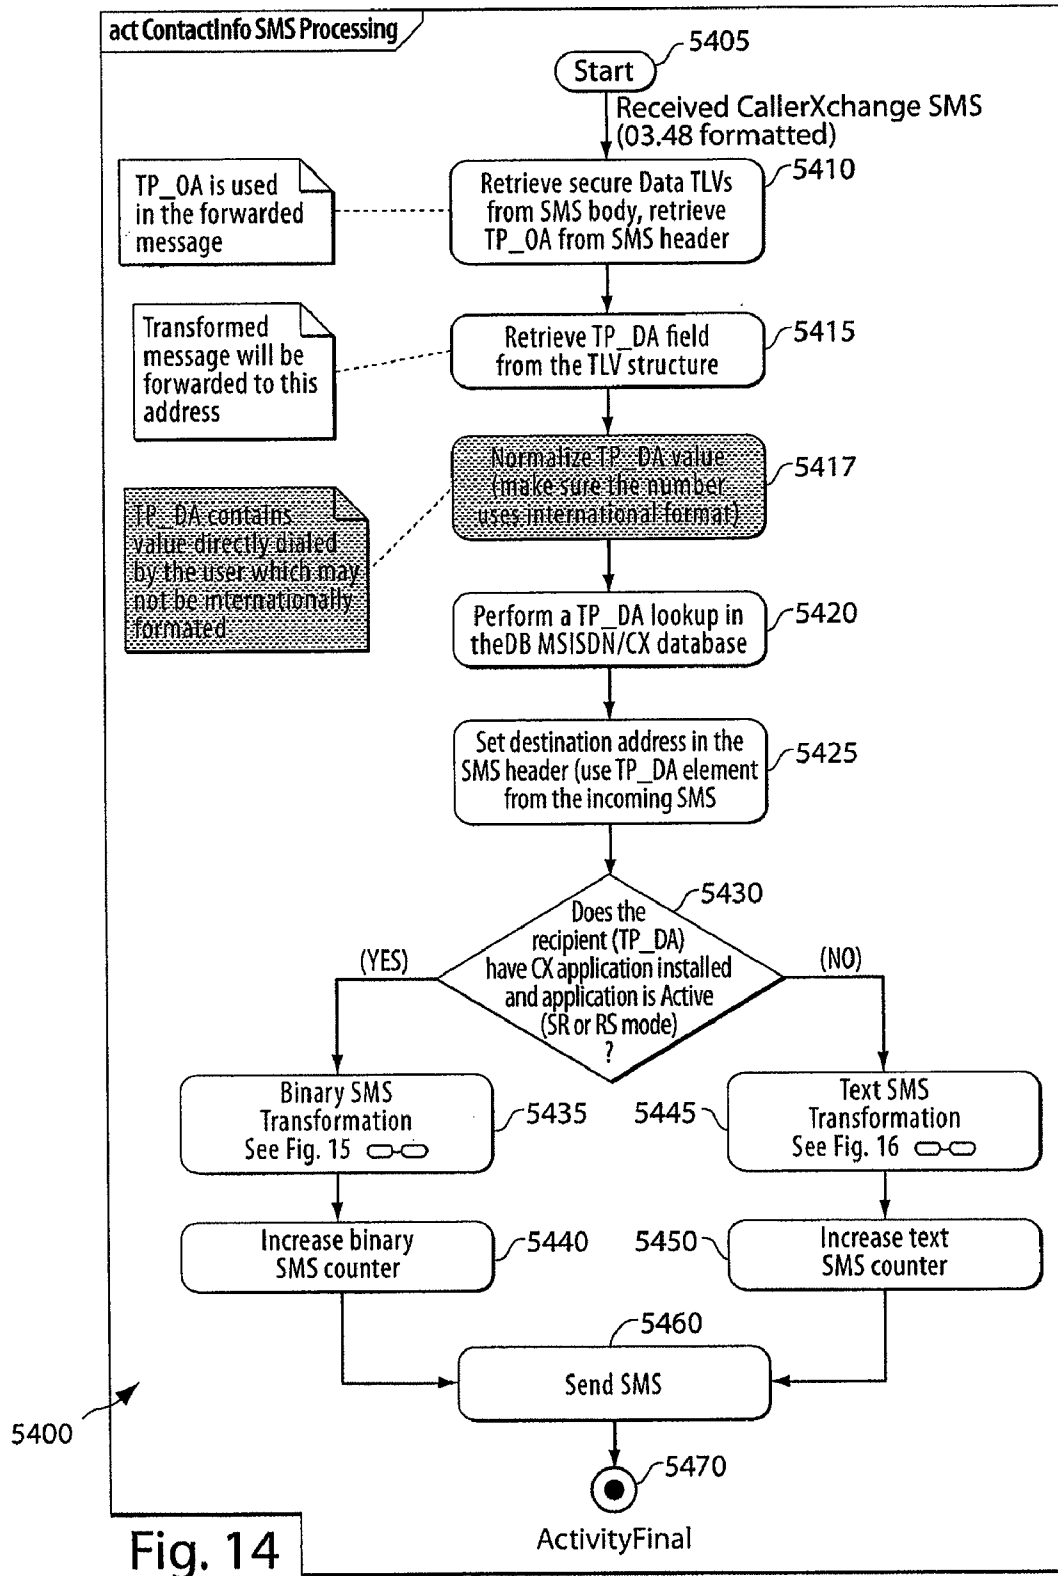 act ContactInfo SMS Processing
5405
Start
Received CallerXchange SMS
(03.48 formatted)
5410
TP_OA is used
in the forwarded
message
Retrieve secure Data TLVs
from SMS body, retrieve
TP_OA from SMS header
5415
Transformed
message will be
forwarded to this
address
Retrieve TP_DA field
from the TLV structure
5417
Normalize TP_DA value
(make sure the number
uses international format)
TP_DA contains
value directly dialed
by the user which may
not be internationally
formated
5420
Perform a TP_DA lookup in
theDB MSISDN/CX database
5425
Set destination address in the
SMS header (use TP_DA element
from the incoming SMS
5430
Does the
recipient (TP_DA)
have CX application installed
and application is Active
(SR or RS mode)
?
(YES)
(NO)
Binary SMS
Transformation
See Fig. 15
5435
5445
Text SMS
Transformation
See Fig. 16
Increase binary
SMS counter
5440
5450
Increase text
SMS counter
5460
Send SMS
5400
5470
ActivityFinal
Fig. 14